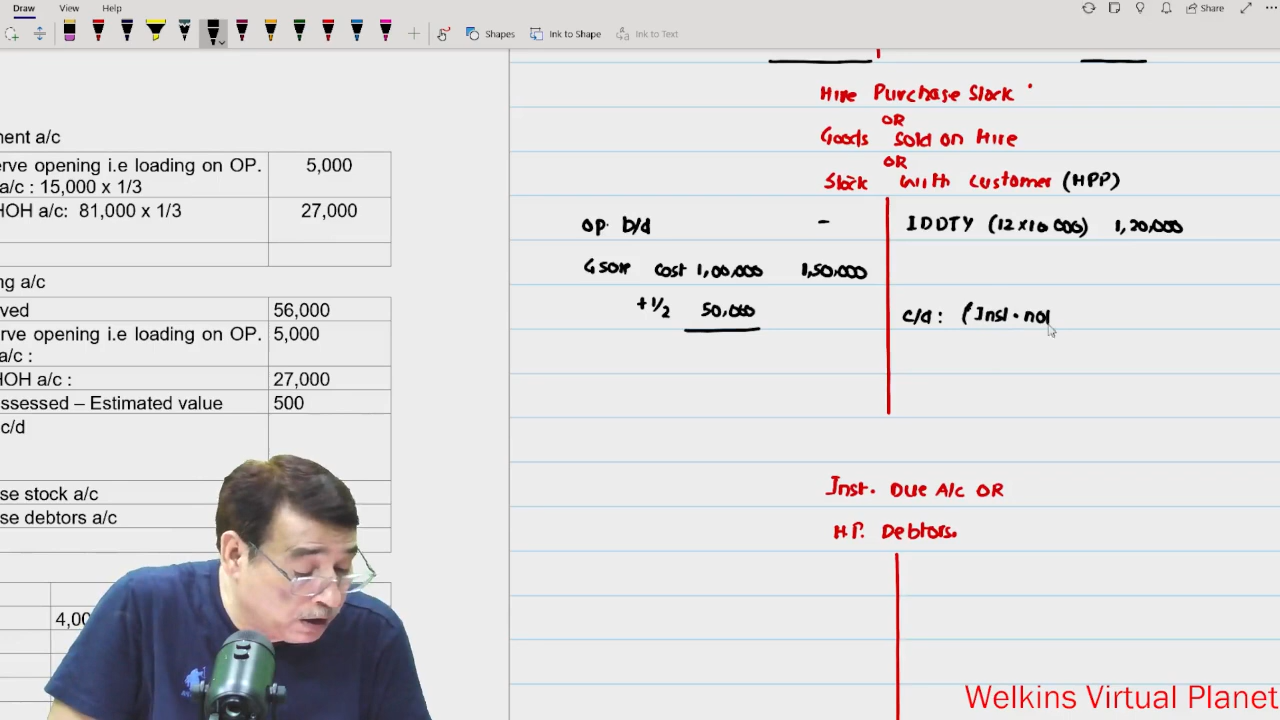 Draw View Help Share
Shapes Ink to Shape Ink to Text
nent a/c
erve opening i.e loading on OP. 5,000
a/c : 15,000 x 1/3
HOH a/c: 81,000 x 1/3 27,000
ng a/c
ved 56,000
erve opening i.e loading on OP. 5,000
a/c :
HOH a/c : 27,000
ssessed – Estimated value 500
c/d
se stock a/c
se debtors a/c
4,00
Hire Purchase Stock
OR
Goods Sold on Hire
OR
Stock with Customer (HPP)
OP. b/d –
IDDTY (12x10 000) 1,20,000
GSOH Cost 1,00,000 1,50,000
+ 1/2 50,000
c/d: (Inst. not
Inst. Due A/c OR
H.P. Debtors.
Welkins Virtual Planet